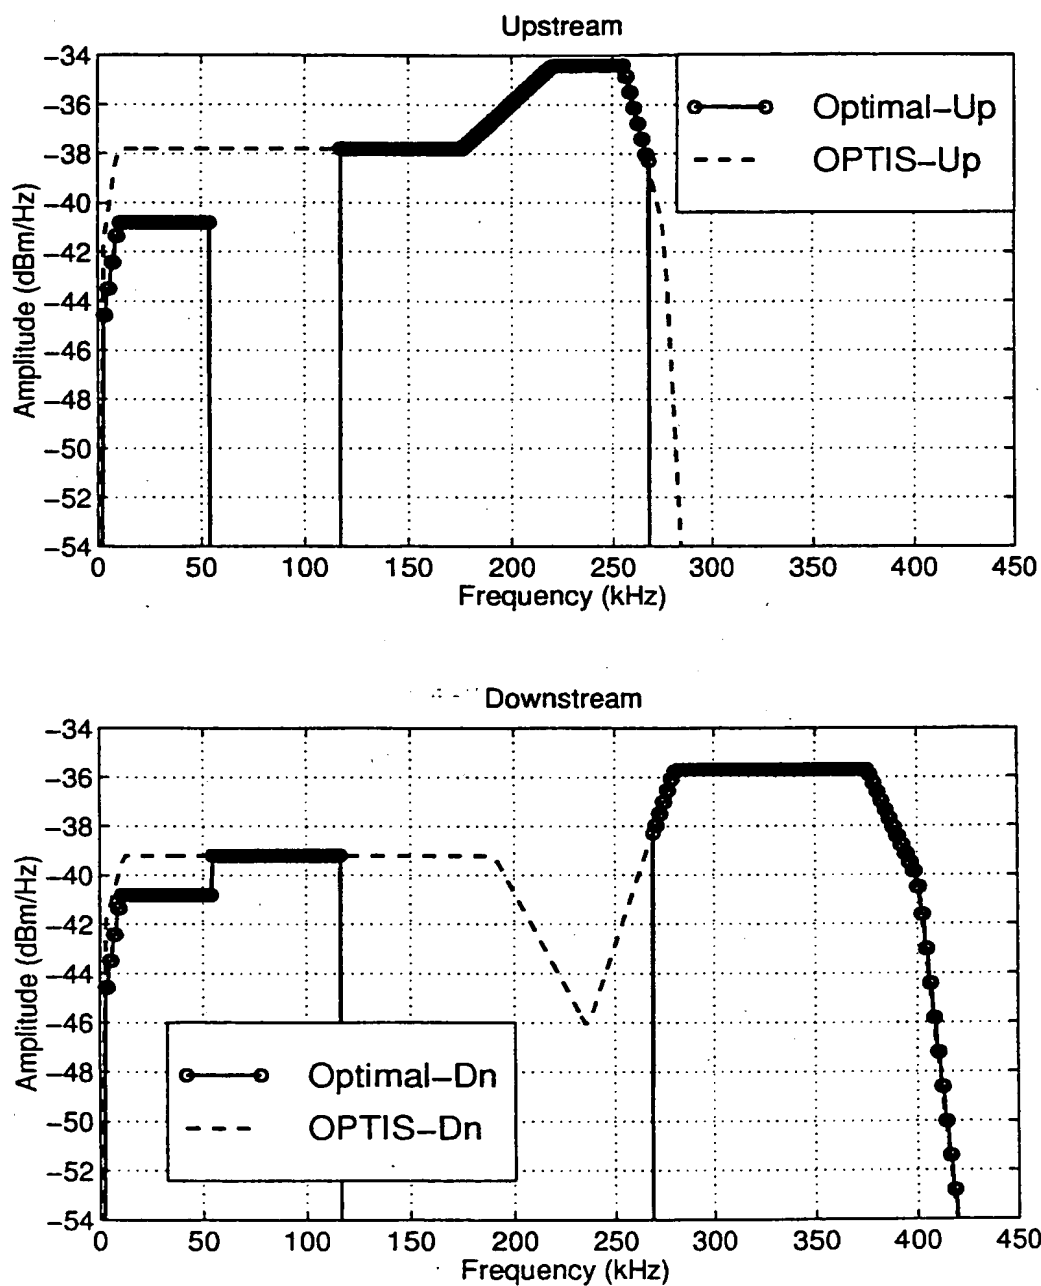 Upstream
Amplitude (dBm/Hz)
−34
−36
−38
−40
−42
−44
−46
−48
−50
−52
−54
Optimal−Up
OPTIS−Up
0 50 100 150 200 250 300 350 400 450
Frequency (kHz)
Downstream
Amplitude (dBm/Hz)
−34
−36
−38
−40
−42
−44
−46
−48
−50
−52
−54
Optimal−Dn
OPTIS−Dn
0 50 100 150 200 250 300 350 400 450
Frequency (kHz)